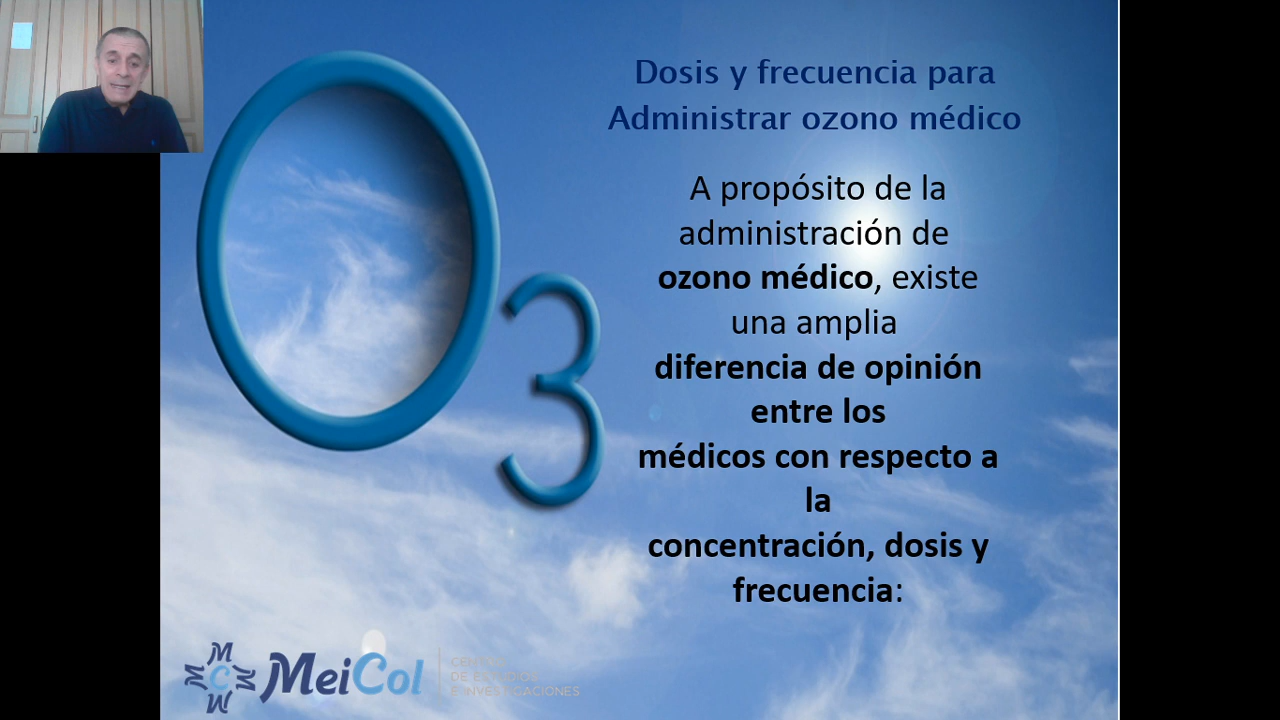 Dosis y frecuencia para
Administrar ozono médico
A propósito de la
administración de
ozono médico, existe
una amplia
diferencia de opinión
entre los
médicos con respecto a
la
concentración, dosis y
frecuencia:
O3
MeiCol
CENTRO
DE ESTUDIOS
E INVESTIGACIONES